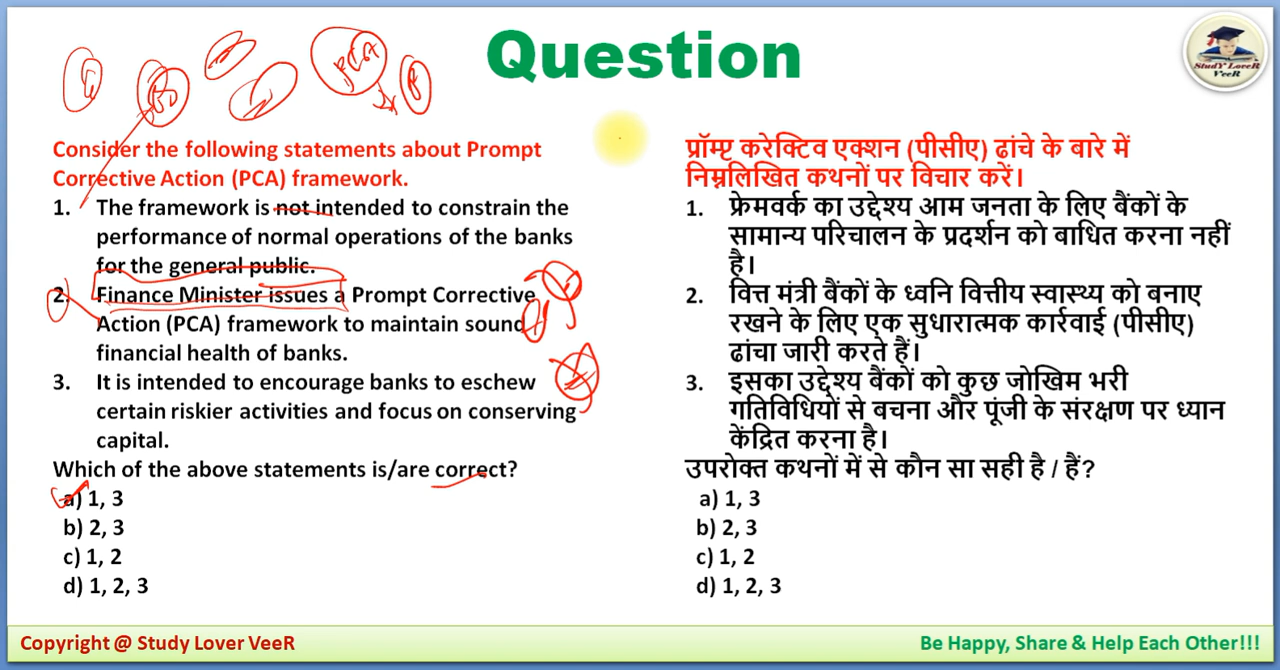 Question
StudY LoveR
VeeR
PCA
Consider the following statements about Prompt
Corrective Action (PCA) framework.
1. The framework is not intended to constrain the
performance of normal operations of the banks
for the general public.
2. Finance Minister issues a Prompt Corrective
Action (PCA) framework to maintain sound
financial health of banks.
3. It is intended to encourage banks to eschew
certain riskier activities and focus on conserving
capital.
Which of the above statements is/are correct?
a) 1, 3
b) 2, 3
c) 1, 2
d) 1, 2, 3
प्रॉम्प्ट करेक्टिव एक्शन (पीसीए) ढांचे के बारे में
निम्नलिखित कथनों पर विचार करें।
1. फ्रेमवर्क का उद्देश्य आम जनता के लिए बैंकों के
सामान्य परिचालन के प्रदर्शन को बाधित करना नहीं
है।
2. वित्त मंत्री बैंकों के ध्वनि वित्तीय स्वास्थ्य को बनाए
रखने के लिए एक सुधारात्मक कार्रवाई (पीसीए)
ढांचा जारी करते हैं।
3. इसका उद्देश्य बैंकों को कुछ जोखिम भरी
गतिविधियों से बचना और पूंजी के संरक्षण पर ध्यान
केंद्रित करना है।
उपरोक्त कथनों में से कौन सा सही है / हैं?
a) 1, 3
b) 2, 3
c) 1, 2
d) 1, 2, 3
Copyright @ Study Lover VeeR
Be Happy, Share & Help Each Other!!!